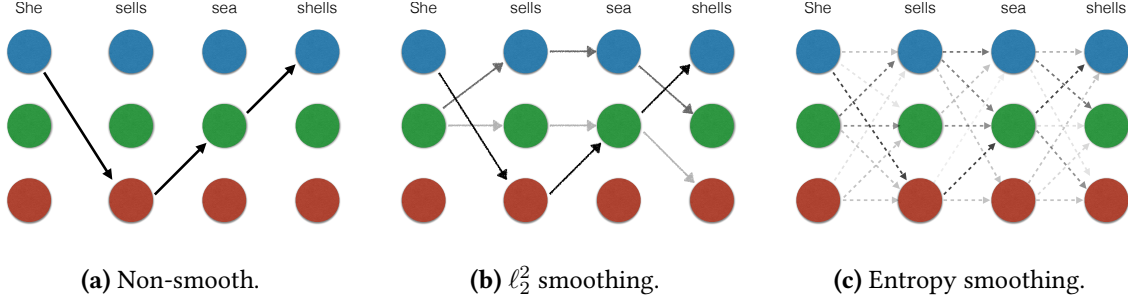 She sells sea shells She sells sea shells She sells sea shells
(a) Non-smooth. (b) ℓ₂² smoothing. (c) Entropy smoothing.